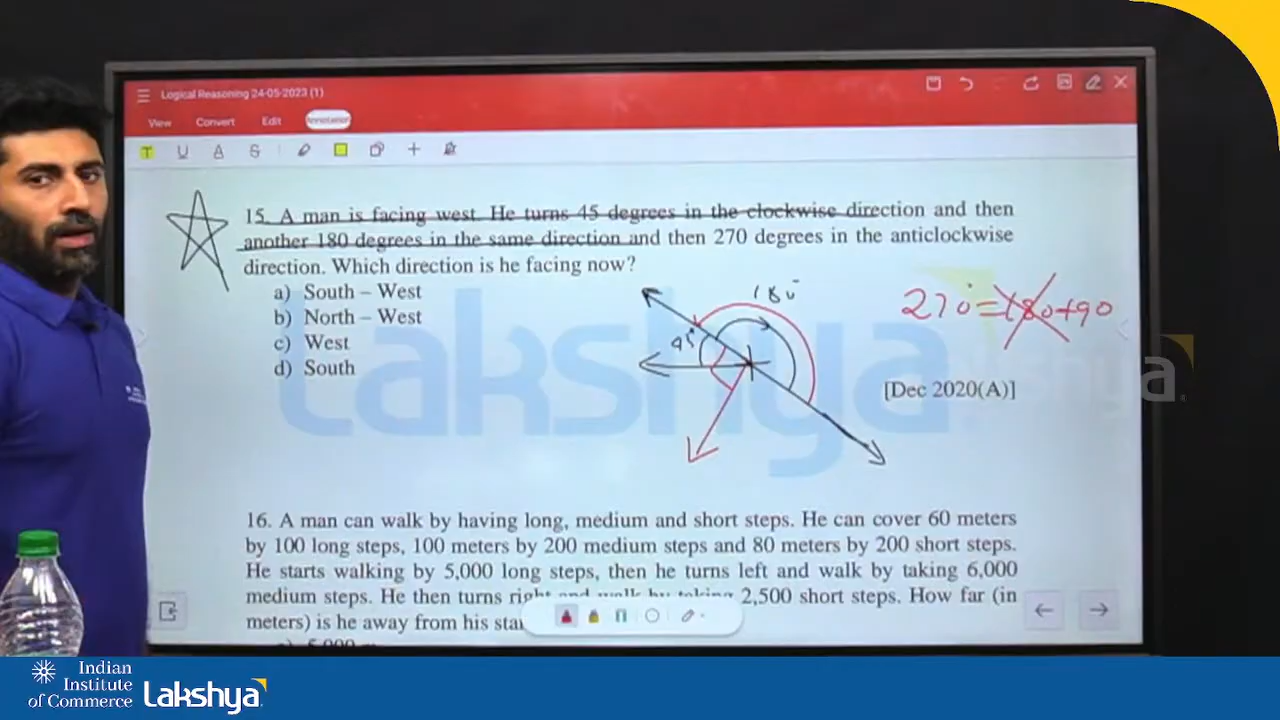 Logical Reasoning 24-05-2023 (1)
View Convert Edit Annotation
15. A man is facing west. He turns 45 degrees in the clockwise direction and then
another 180 degrees in the same direction and then 270 degrees in the anticlockwise
direction. Which direction is he facing now?
a) South – West
b) North – West
c) West
d) South
180°
45°
270° = 180+90
[Dec 2020(A)]
Lakshya
16. A man can walk by having long, medium and short steps. He can cover 60 meters
by 100 long steps, 100 meters by 200 medium steps and 80 meters by 200 short steps.
He starts walking by 5,000 long steps, then he turns left and walk by taking 6,000
medium steps. He then turns right and walk by taking 2,500 short steps. How far (in
meters) is he away from his star
Indian
Institute
of Commerce
Lakshya